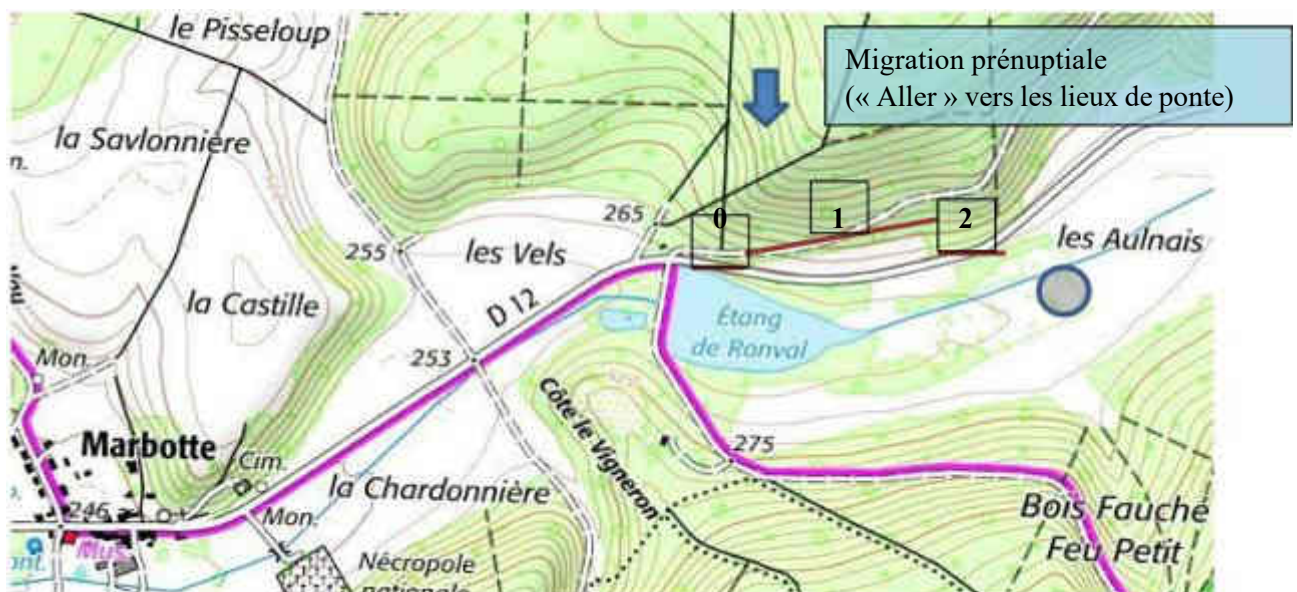 le Pisseloup
Migration prénuptiale
(« Aller » vers les lieux de ponte)
la Savlonnière
n.
265
0
1
2
255
les Vels
les Aulnais
la Castille
D 12
Étang
de Ronval
Mon.
253
Côte le Vigneron
275
Marbotte
Cim.
la Chardonnière
246
Mon.
Bois Fauché
Feu Petit
Mus.
ont.
Nécropole
nationale